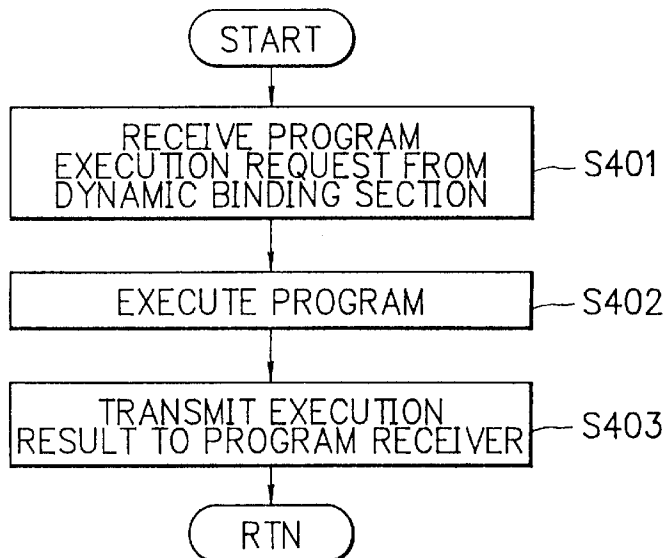 START
RECEIVE PROGRAM
EXECUTION REQUEST FROM
DYNAMIC BINDING SECTION
S401
EXECUTE PROGRAM
S402
TRANSMIT EXECUTION
RESULT TO PROGRAM RECEIVER
S403
RTN